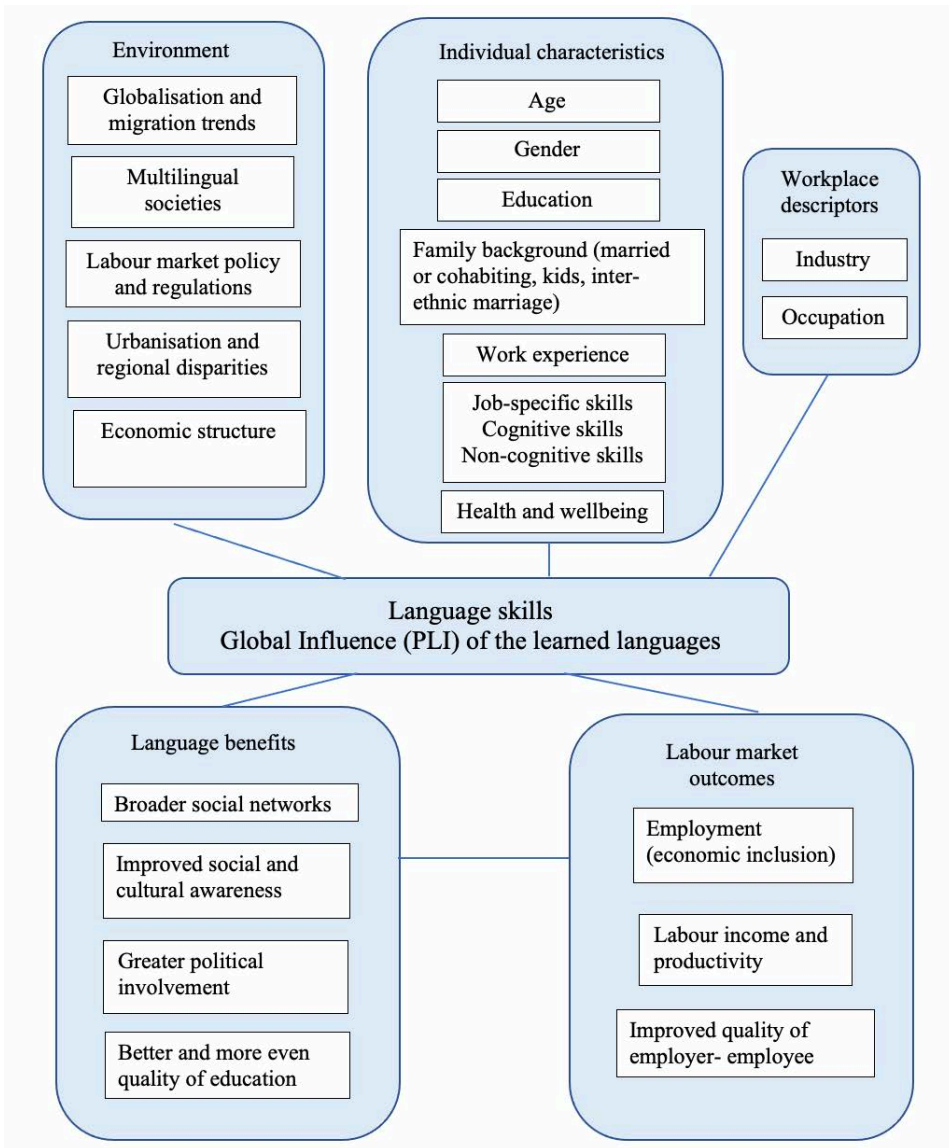 Environment
Globalisation and
migration trends
Multilingual
societies
Labour market policy
and regulations
Urbanisation and
regional disparities
Economic structure
Individual characteristics
Age
Gender
Education
Family background (married
or cohabiting, kids, inter-
ethnic marriage)
Work experience
Job-specific skills
Cognitive skills
Non-cognitive skills
Health and wellbeing
Workplace
descriptors
Industry
Occupation
Language skills
Global Influence (PLI) of the learned languages
Language benefits
Broader social networks
Improved social and
cultural awareness
Greater political
involvement
Better and more even
quality of education
Labour market
outcomes
Employment
(economic inclusion)
Labour income and
productivity
Improved quality of
employer- employee